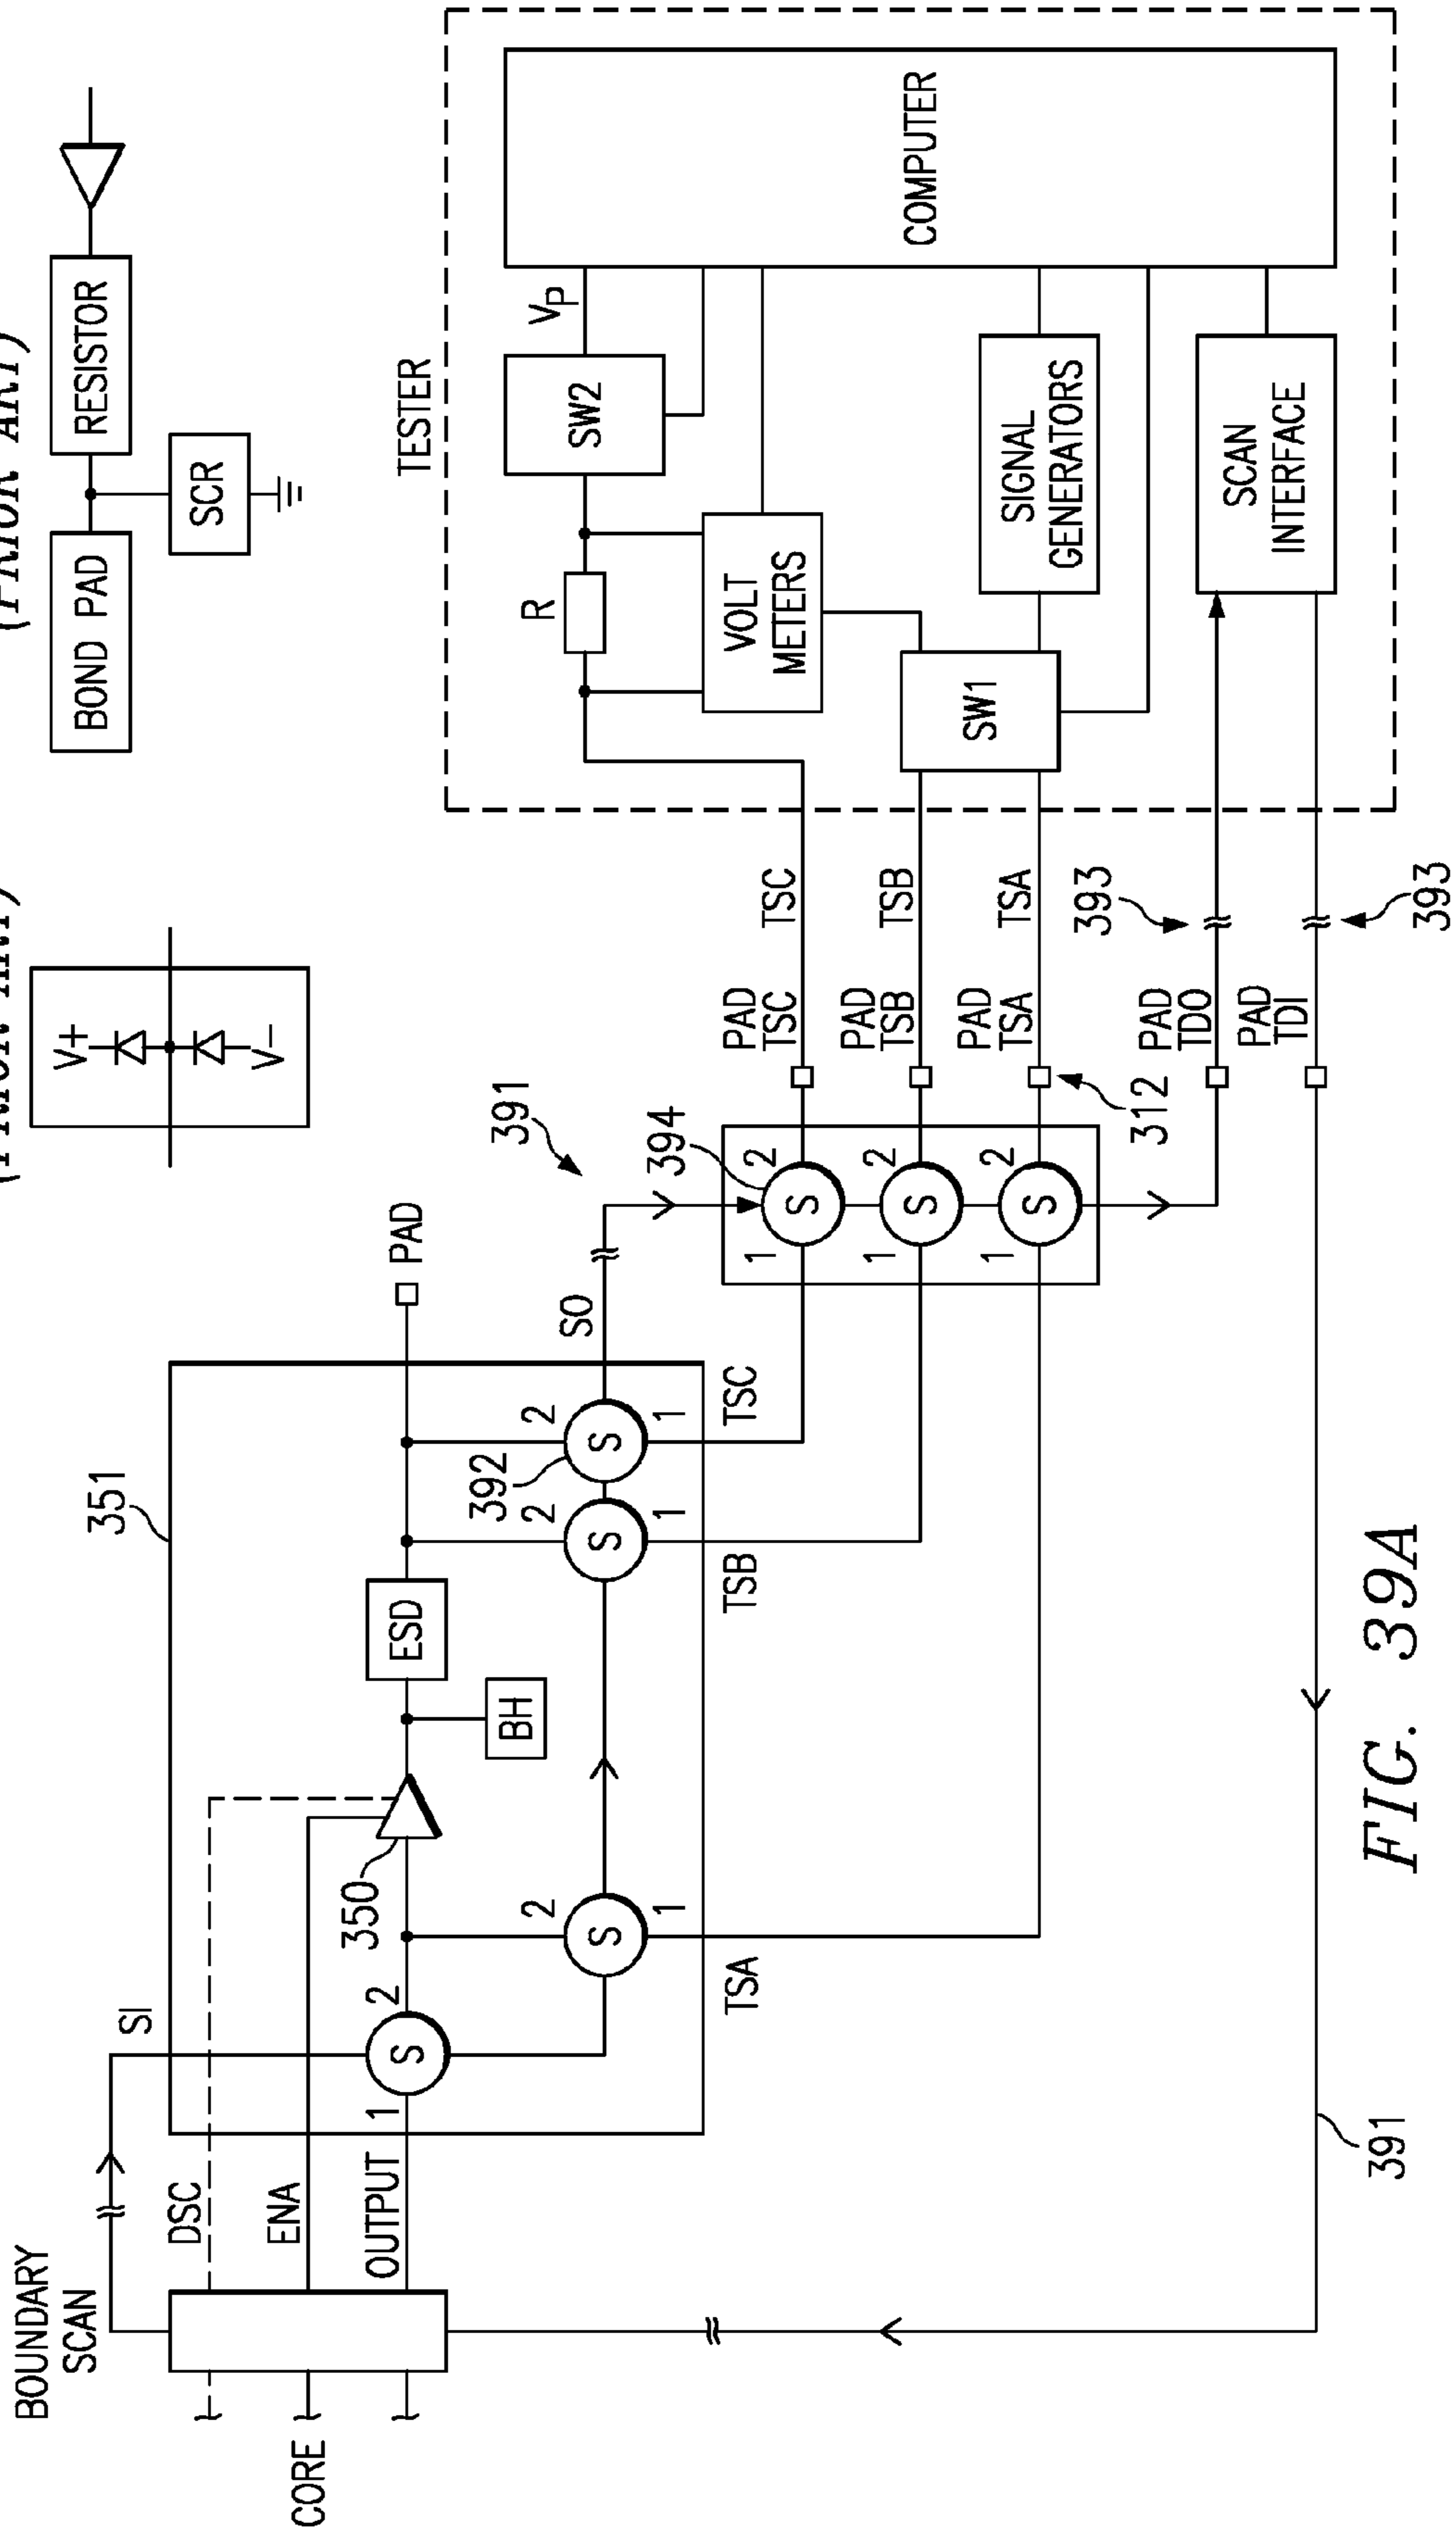 (PRIOR ART)
(PRIOR ART)
V+
V-
BOND PAD
RESISTOR
SCR
BOUNDARY
SCAN
CORE
DSC
ENA
OUTPUT
SI
351
1
S
2
350
BH
ESD
PAD
2
S
1
2
S
1
392
2
S
1
SO
TSA
TSB
TSC
391
394
1
S
2
1
S
2
1
S
2
312
PAD
TSC
PAD
TSB
PAD
TSA
PAD
TDO
PAD
TDI
TSC
TSB
TSA
393
393
391
TESTER
R
SW2
VP
VOLT
METERS
SW1
SIGNAL
GENERATORS
SCAN
INTERFACE
COMPUTER
FIG. 39A